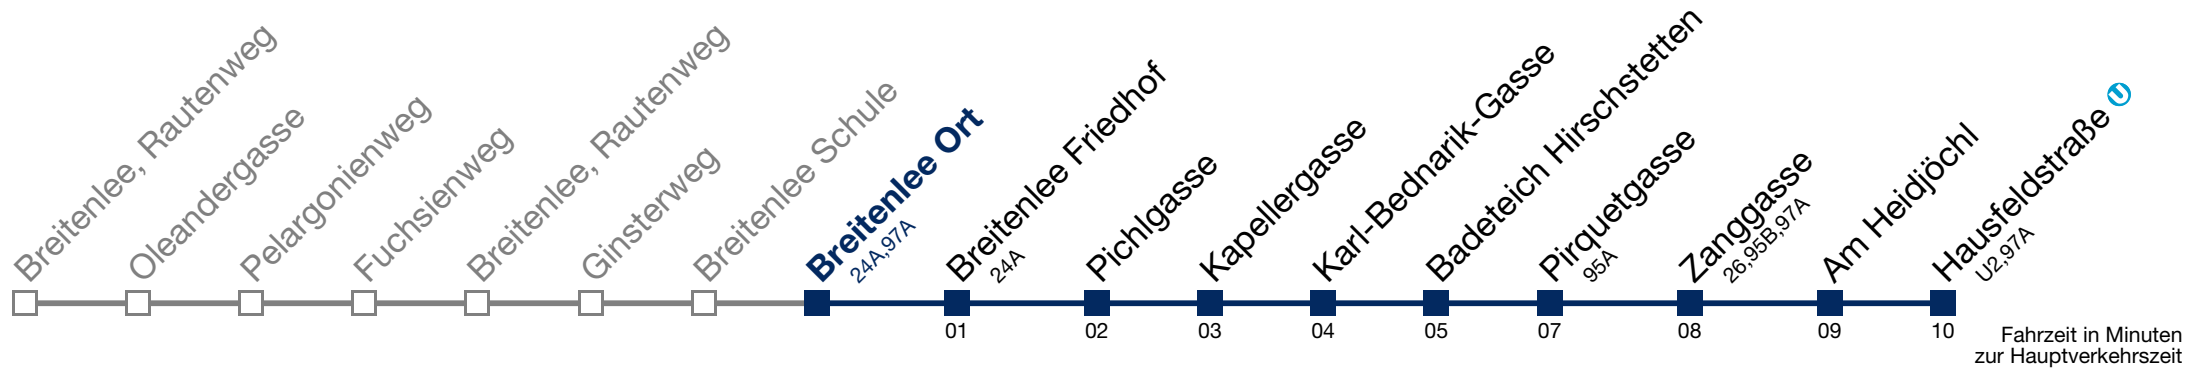 Breitenlee, Rautenweg
Oleandergasse
Pelargonienweg
Fuchsienweg
Breitenlee, Rautenweg
Ginsterweg
Breitenlee Schule
Breitenlee Ort
24A,97A
Breitenlee Friedhof
24A
Pichlgasse
Kapellergasse
Karl-Bednarik-Gasse
Badeteich Hirschstetten
Pirquetgasse
95A
Zanggasse
26,95B,97A
Am Heidjöchl
Hausfeldstraße U
U2,97A
01 02 03 04 05 07 08 09 10
Fahrzeit in Minuten
zur Hauptverkehrszeit